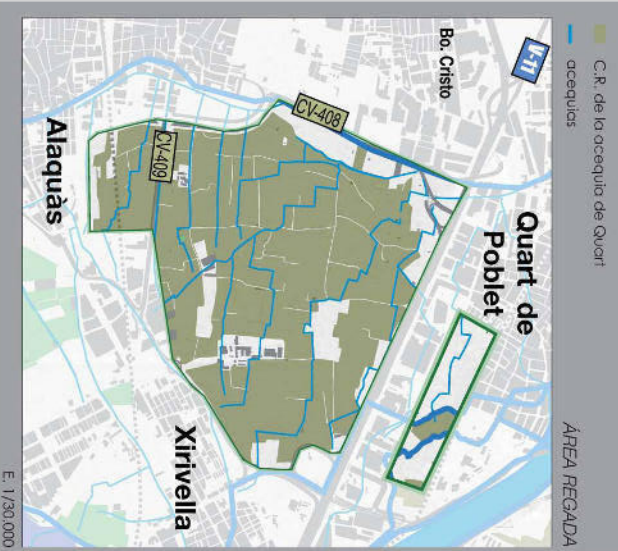 ÁREA REGADA
C.R. de la acequia de Quart
acequias
V-11
Bo. Cristo
Quart de
Poblet
CV-408
CV-409
Alaquàs
Xirivella
E. 1/30.000